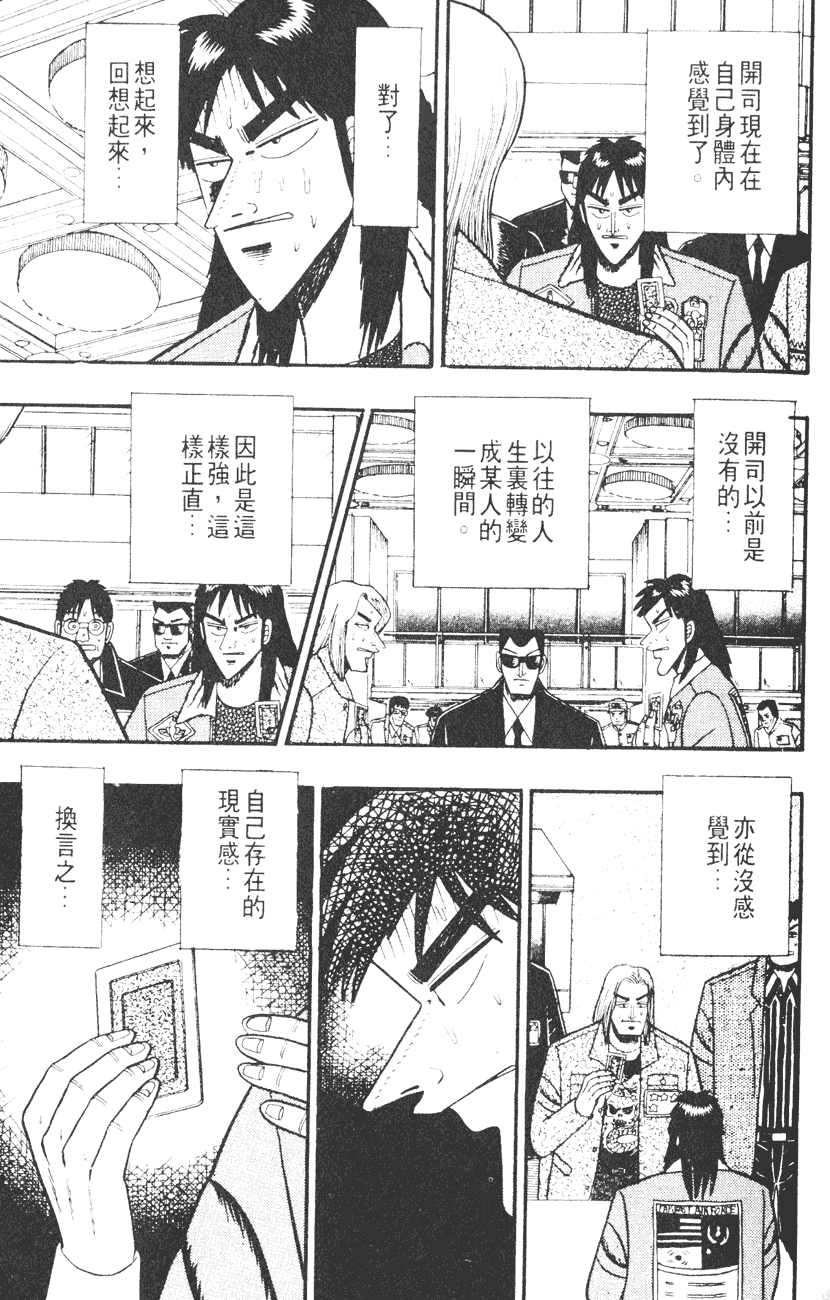 開司現在在
自己身體內
感覺到了。
對了…
想起來，
回想起來…
開司以前是
沒有的…
以往的人
生裏轉變
成某人的
一瞬間。
因此是這
樣強，這
樣正直…
亦從沒感
覺到…
自己存在的
現實感…
換言之…